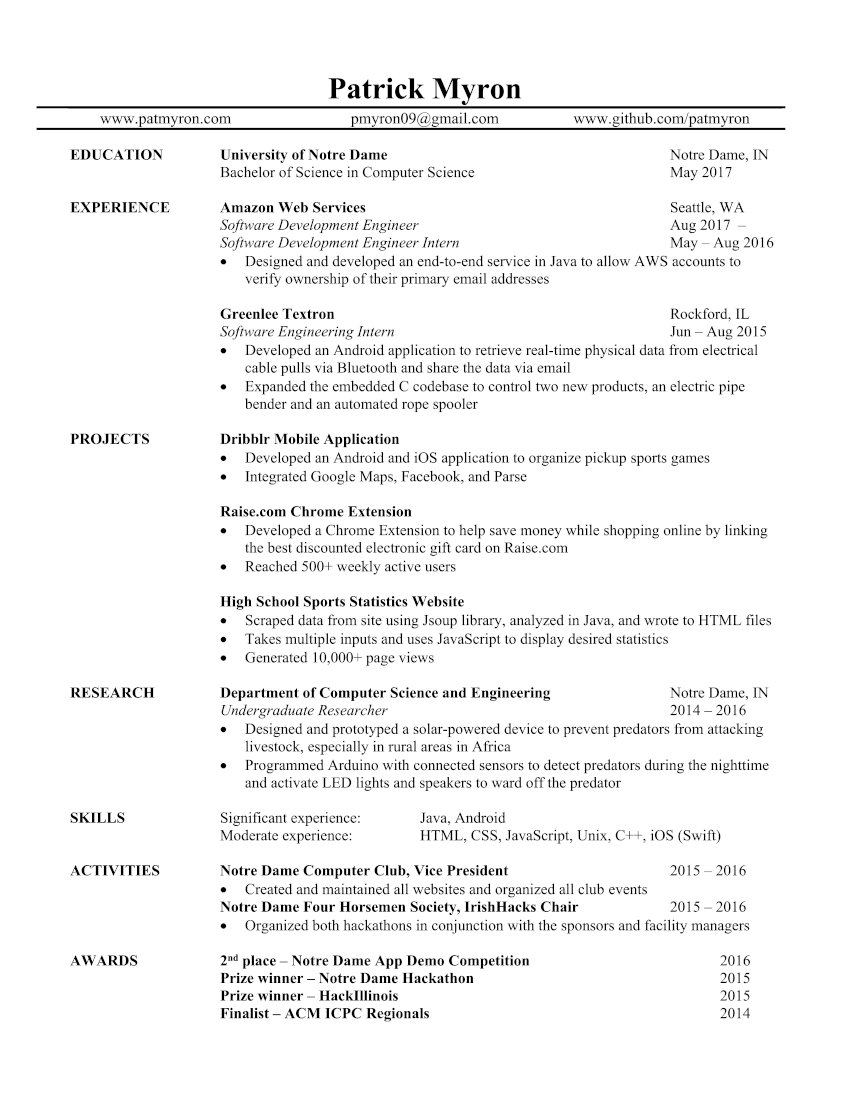 Patrick Myron
www.patmyron.com pmyron09@gmail.com www.github.com/patmyron
EDUCATION University of Notre Dame Notre Dame, IN
Bachelor of Science in Computer Science May 2017
EXPERIENCE Amazon Web Services Seattle, WA
Software Development Engineer Aug 2017 –
Software Development Engineer Intern May – Aug 2016
• Designed and developed an end-to-end service in Java to allow AWS accounts to
verify ownership of their primary email addresses
Greenlee Textron Rockford, IL
Software Engineering Intern Jun – Aug 2015
• Developed an Android application to retrieve real-time physical data from electrical
cable pulls via Bluetooth and share the data via email
• Expanded the embedded C codebase to control two new products, an electric pipe
bender and an automated rope spooler
PROJECTS Dribblr Mobile Application
• Developed an Android and iOS application to organize pickup sports games
• Integrated Google Maps, Facebook, and Parse
Raise.com Chrome Extension
• Developed a Chrome Extension to help save money while shopping online by linking
the best discounted electronic gift card on Raise.com
• Reached 500+ weekly active users
High School Sports Statistics Website
• Scraped data from site using Jsoup library, analyzed in Java, and wrote to HTML files
• Takes multiple inputs and uses JavaScript to display desired statistics
• Generated 10,000+ page views
RESEARCH Department of Computer Science and Engineering Notre Dame, IN
Undergraduate Researcher 2014 – 2016
• Designed and prototyped a solar-powered device to prevent predators from attacking
livestock, especially in rural areas in Africa
• Programmed Arduino with connected sensors to detect predators during the nighttime
and activate LED lights and speakers to ward off the predator
SKILLS Significant experience: Java, Android
Moderate experience: HTML, CSS, JavaScript, Unix, C++, iOS (Swift)
ACTIVITIES Notre Dame Computer Club, Vice President 2015 – 2016
• Created and maintained all websites and organized all club events
Notre Dame Four Horsemen Society, IrishHacks Chair 2015 – 2016
• Organized both hackathons in conjunction with the sponsors and facility managers
AWARDS 2nd place – Notre Dame App Demo Competition 2016
Prize winner – Notre Dame Hackathon 2015
Prize winner – HackIllinois 2015
Finalist – ACM ICPC Regionals 2014